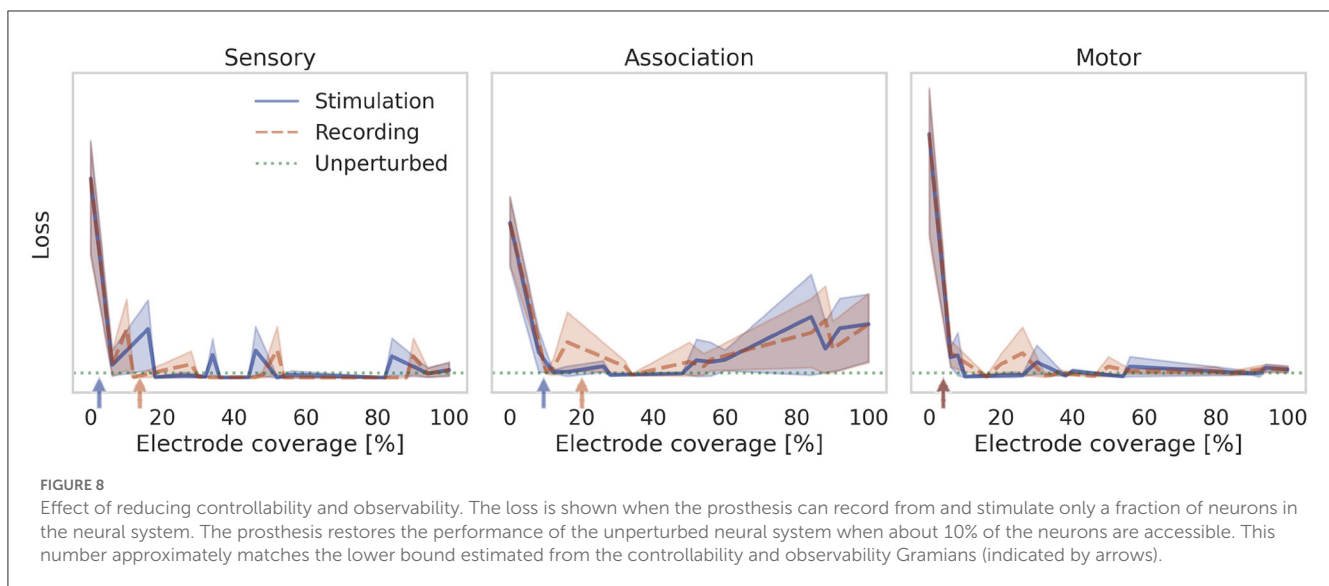 Sensory
Association
Motor
Stimulation
Recording
Unperturbed
Loss
0 20 40 60 80 100
0 20 40 60 80 100
0 20 40 60 80 100
Electrode coverage [%]
Electrode coverage [%]
Electrode coverage [%]
FIGURE 8
Effect of reducing controllability and observability. The loss is shown when the prosthesis can record from and stimulate only a fraction of neurons in
the neural system. The prosthesis restores the performance of the unperturbed neural system when about 10% of the neurons are accessible. This
number approximately matches the lower bound estimated from the controllability and observability Gramians (indicated by arrows).